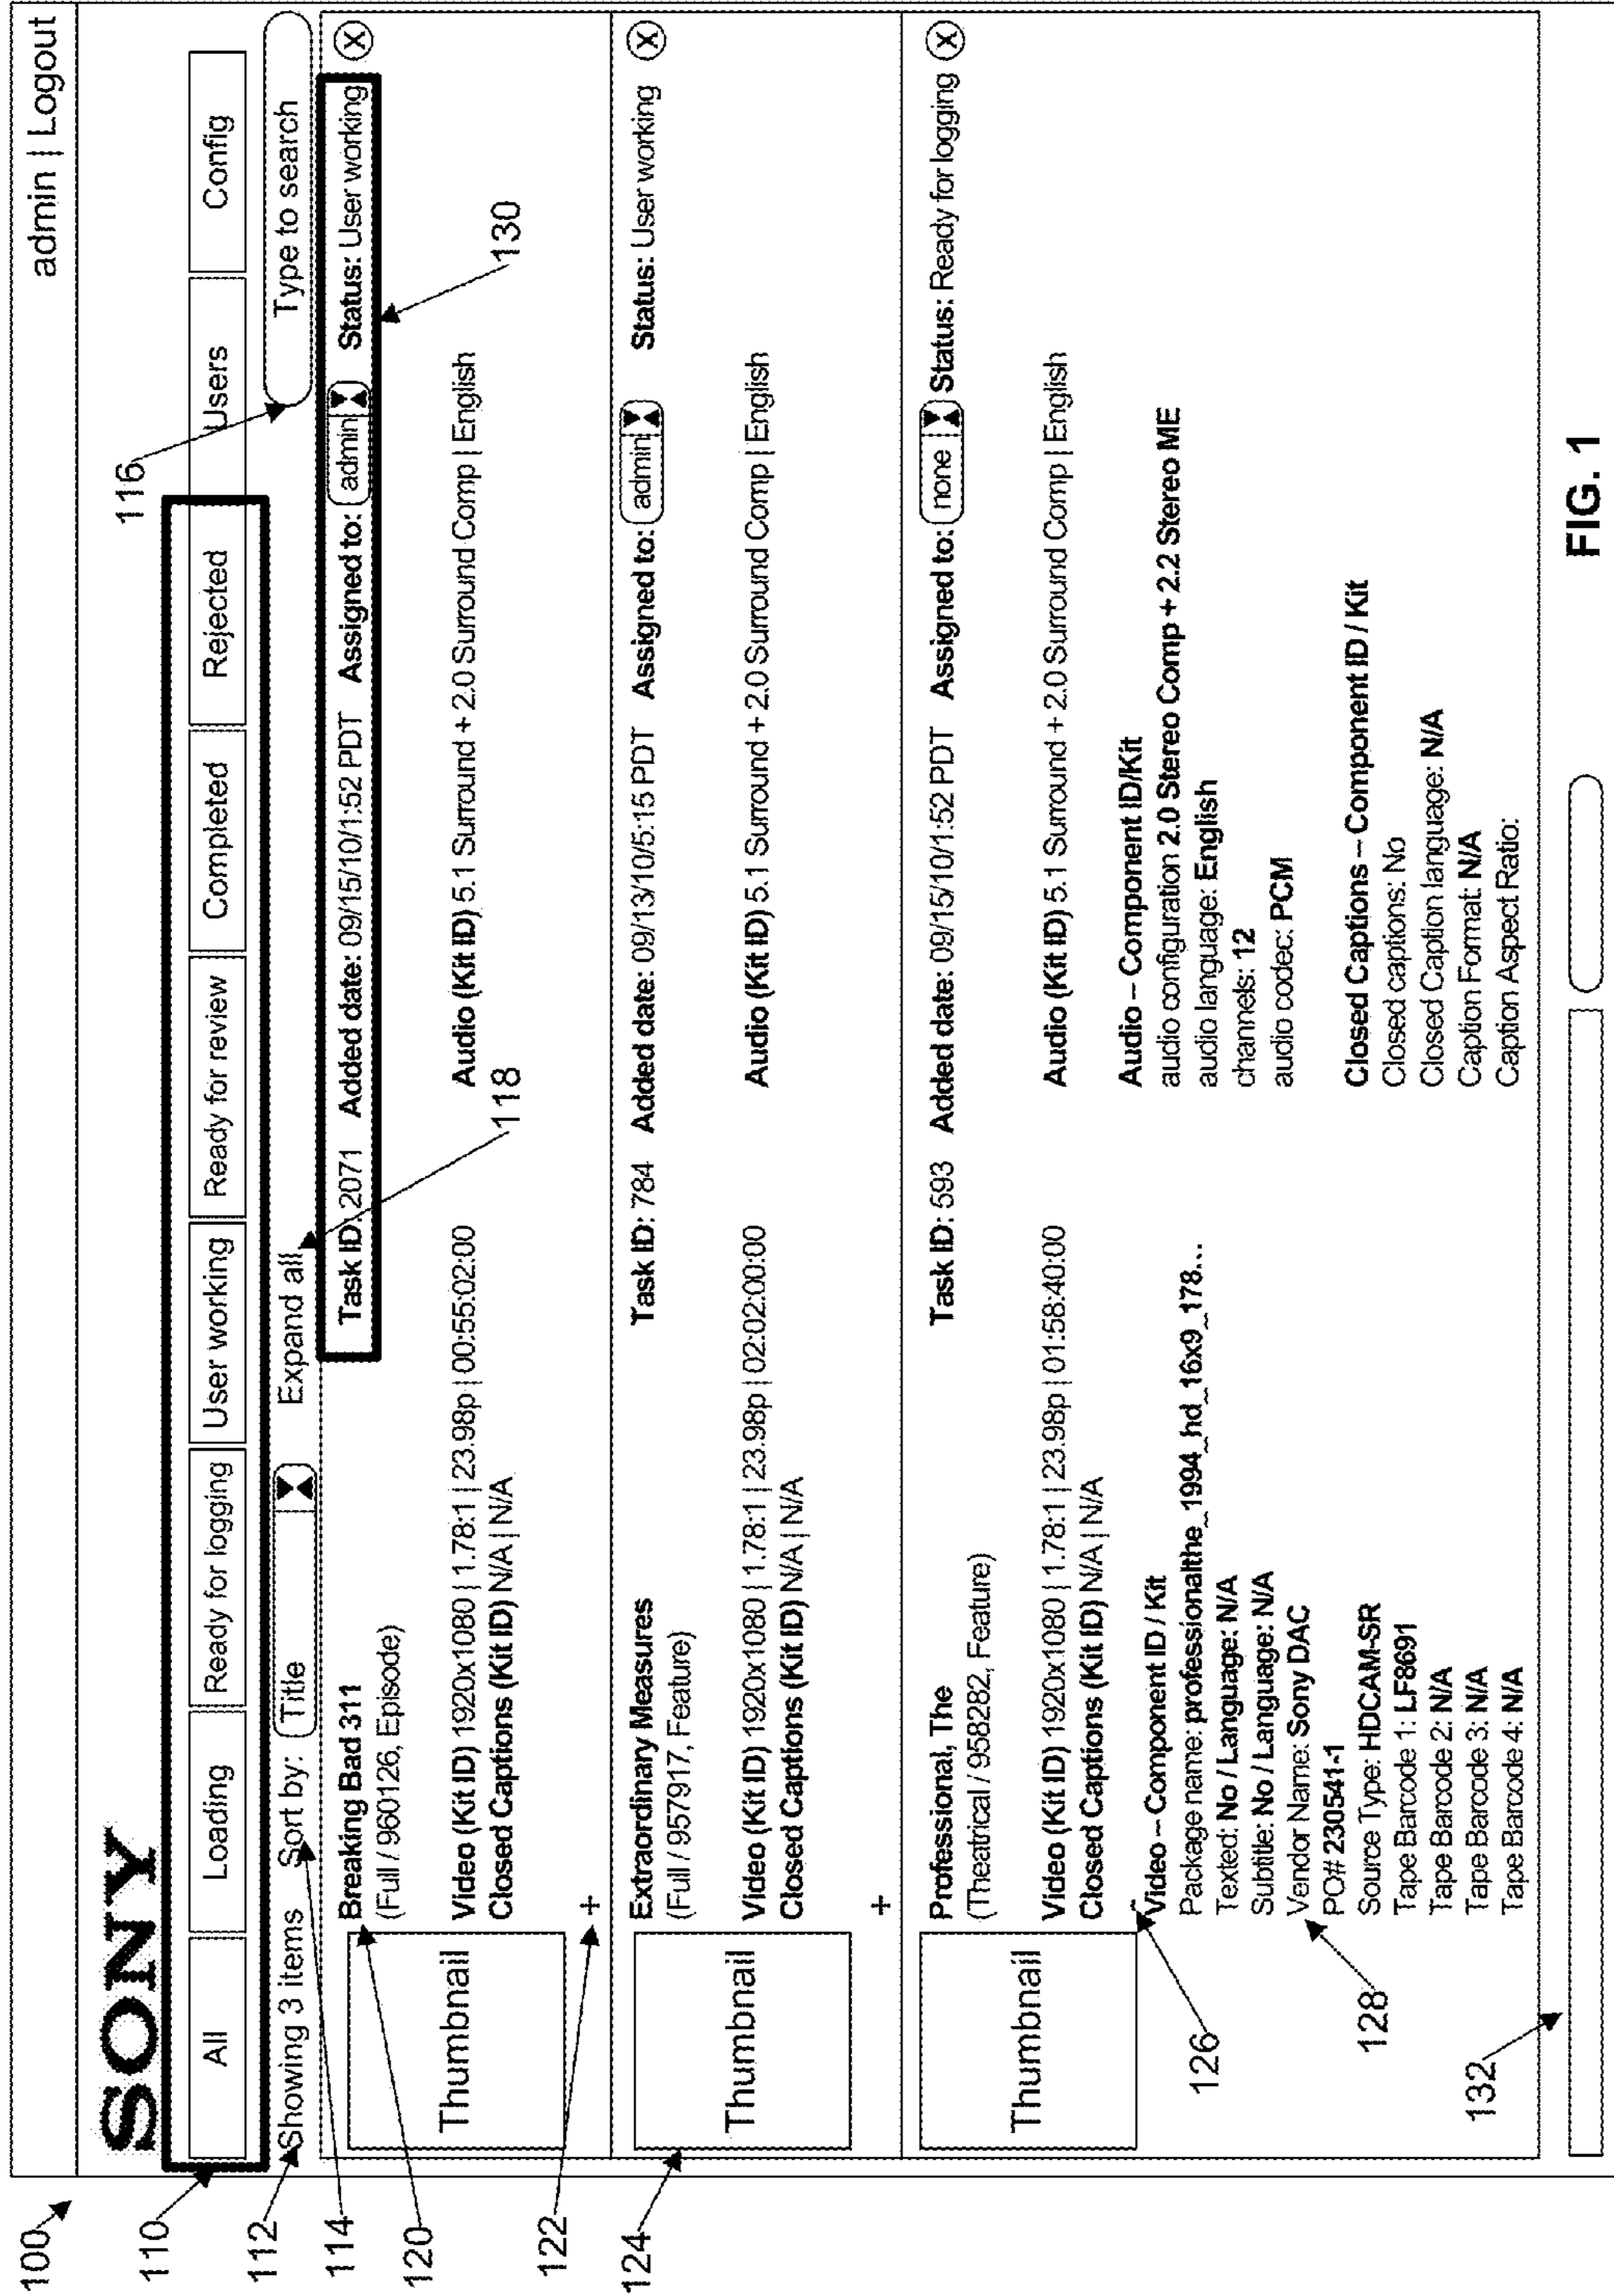 100
admin | Logout
SONY
110
All
Loading
Ready for logging
User working
Ready for review
Completed
Rejected
Users
Config
116
112
Showing 3 items
114
Sort by: Title
Expand all
118
Type to search
120
Thumbnail
Breaking Bad 311
(Full / 960126, Episode)
Task ID: 2071 Added date: 09/15/10/1:52 PDT Assigned to: admin Status: User working X
130
Video (Kit ID) 1920x1080 | 1.78:1 | 23.98p | 00:55:02:00
Audio (Kit ID) 5.1 Surround + 2.0 Surround Comp | English
Closed Captions (Kit ID) N/A | N/A
122
+
124
Thumbnail
Extraordinary Measures
(Full / 957917, Feature)
Task ID: 784 Added date: 09/13/10/5:15 PDT Assigned to: admin Status: User working X
Video (Kit ID) 1920x1080 | 1.78:1 | 23.98p | 02:02:00:00
Audio (Kit ID) 5.1 Surround + 2.0 Surround Comp | English
Closed Captions (Kit ID) N/A | N/A
+
Thumbnail
Professional, The
(Theatrical / 958282, Feature)
Task ID: 593 Added date: 09/15/10/1:52 PDT Assigned to: none Status: Ready for logging X
Video (Kit ID) 1920x1080 | 1.78:1 | 23.98p | 01:58:40:00
Audio (Kit ID) 5.1 Surround + 2.0 Surround Comp | English
Closed Captions (Kit ID) N/A | N/A
126
Video – Component ID / Kit
Package name: professionalthe_1994_hd_16x9_178...
Texted: No / Language: N/A
Subtitle: No / Language: N/A
Vendor Name: Sony DAC
128
PO# 230541-1
Source Type: HDCAM-SR
Tape Barcode 1: LF8691
Tape Barcode 2: N/A
Tape Barcode 3: N/A
Tape Barcode 4: N/A
Audio – Component ID/Kit
audio configuration 2.0 Stereo Comp + 2.2 Stereo ME
audio language: English
channels: 12
audio codec: PCM
Closed Captions – Component ID / Kit
Closed captions: No
Closed Caption language: N/A
Caption Format: N/A
Caption Aspect Ratio:
132
FIG. 1